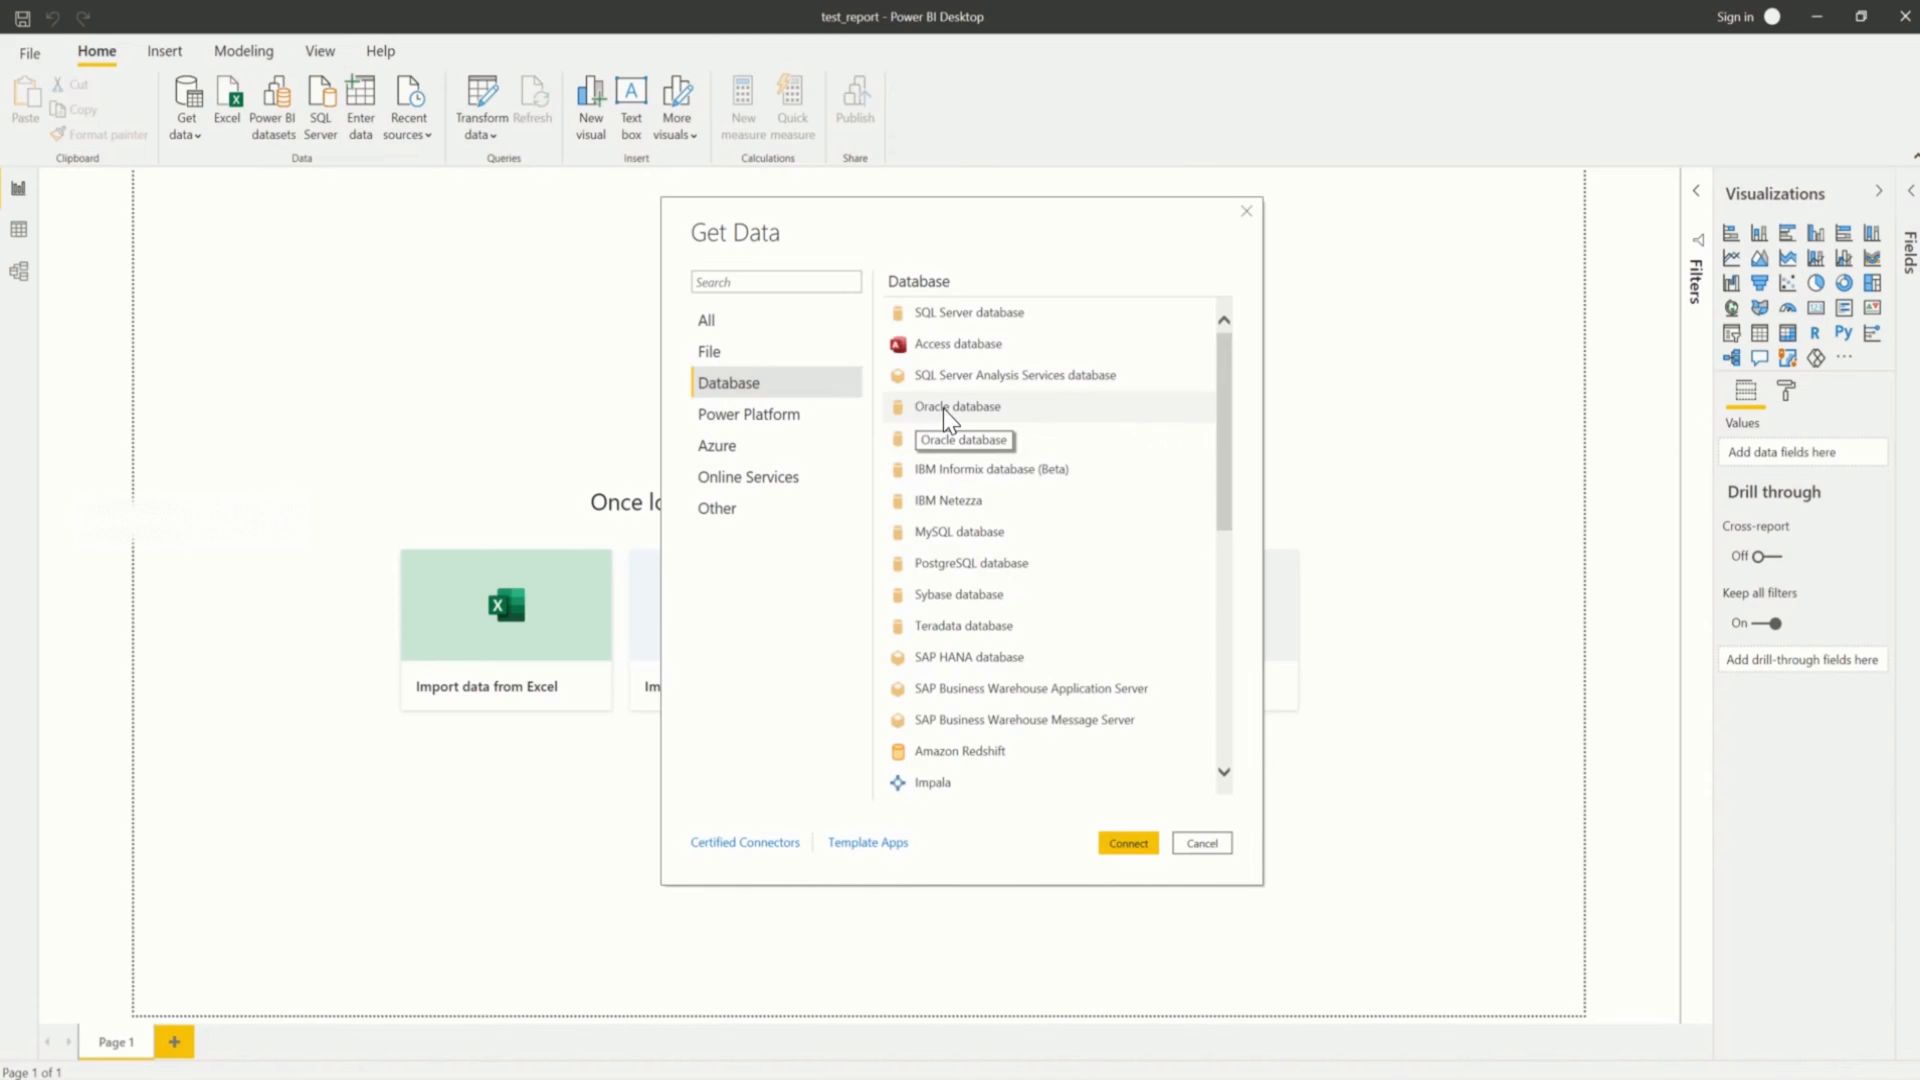 test_report - Power BI Desktop
Sign in
File
Home
Insert
Modeling
View
Help
Paste
Cut
Copy
Format painter
Clipboard
Get data
Excel
Power BI datasets
SQL Server
Enter data
Recent sources
Data
Transform data
Refresh
Queries
New visual
A
Text box
More visuals
Insert
New measure
Quick measure
Calculations
Publish
Share
Get Data
Search
All
File
Database
Power Platform
Azure
Online Services
Other
Database
SQL Server database
A
Access database
SQL Server Analysis Services database
Oracle database
Oracle database
IBM Informix database (Beta)
IBM Netezza
MySQL database
PostgreSQL database
Sybase database
Teradata database
SAP HANA database
SAP Business Warehouse Application Server
SAP Business Warehouse Message Server
Amazon Redshift
Impala
Certified Connectors
Template Apps
Connect
Cancel
Once lo
X
Import data from Excel
Im
Filters
Visualizations
R
Py
Values
Add data fields here
Drill through
Cross-report
Off
Keep all filters
On
Add drill-through fields here
Fields
Page 1
Page 1 of 1